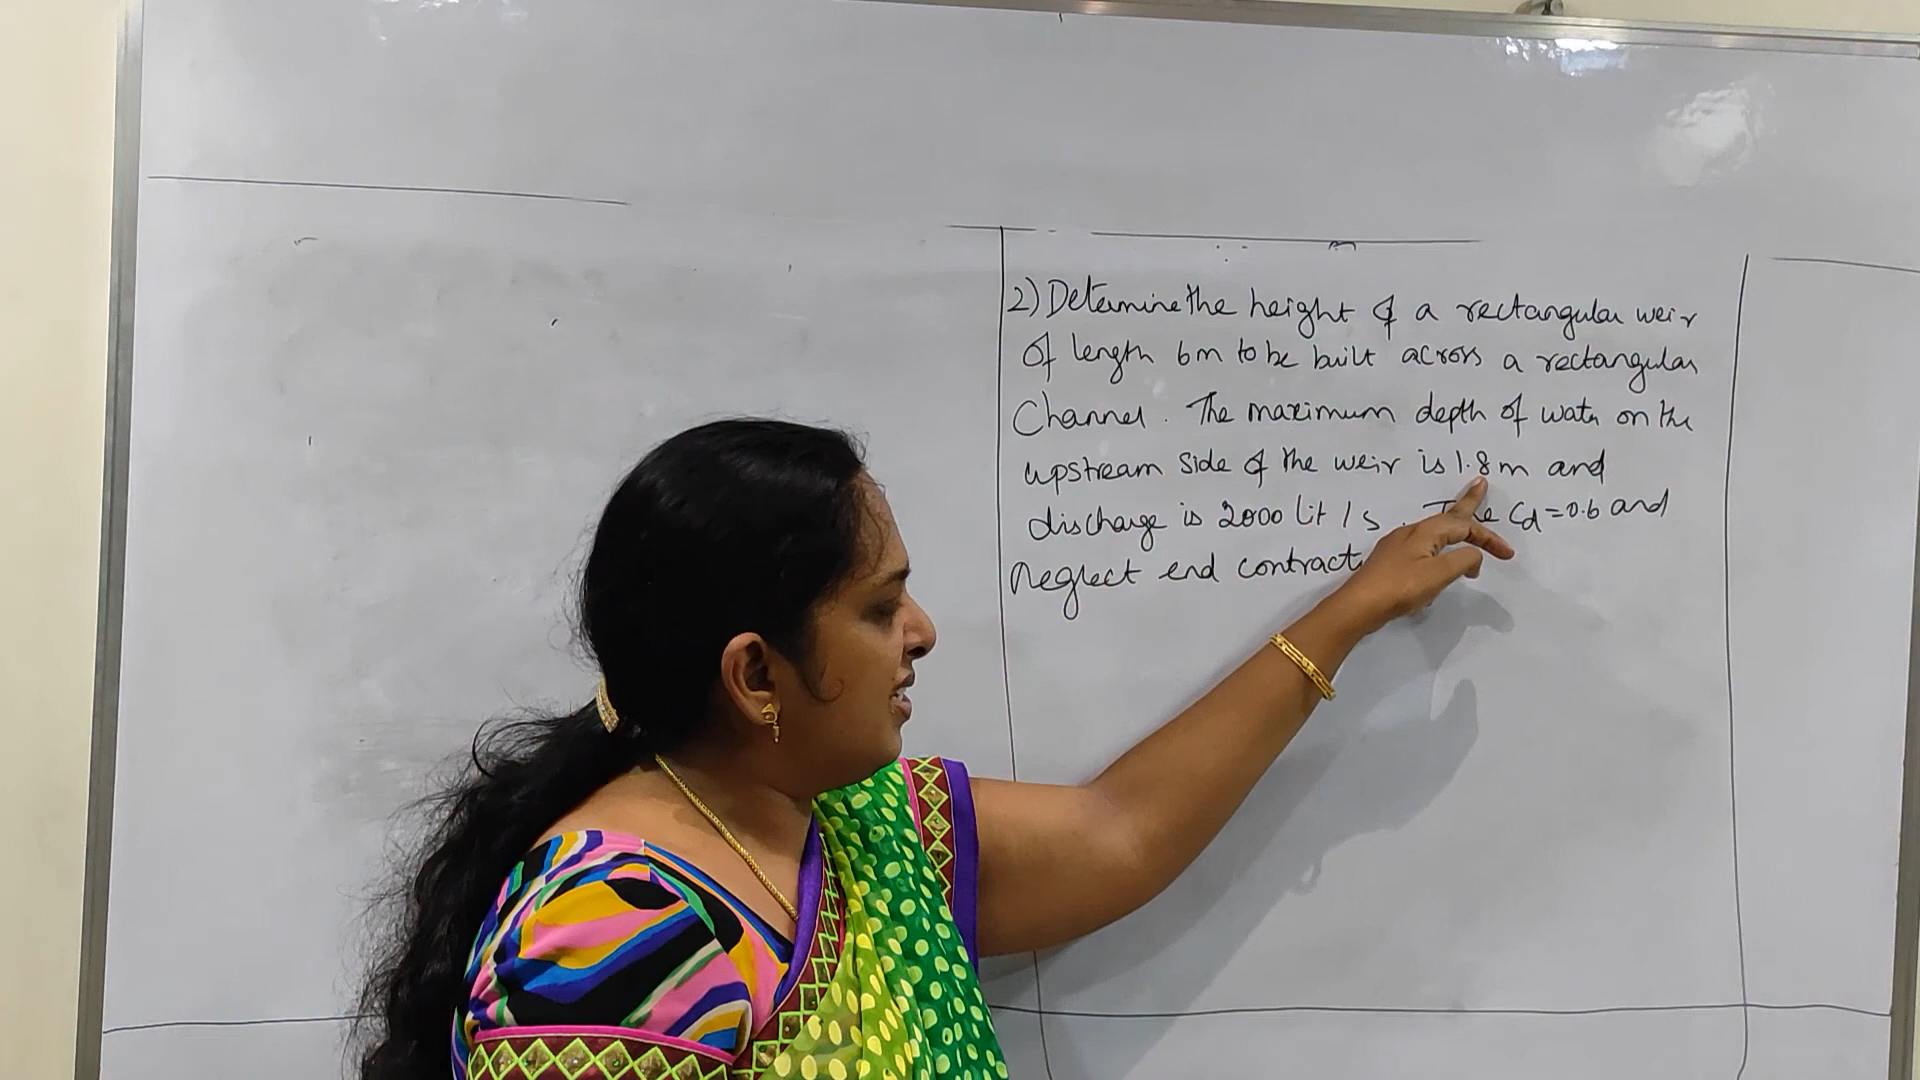 2) Determine the height of a rectangular weir
of length 6m to be built across a rectangular
Channel. The maximum depth of water on the
upstream side of the weir is 1.8m and
discharge is 2000 lit/s. Cd=0.6 and
Neglect end